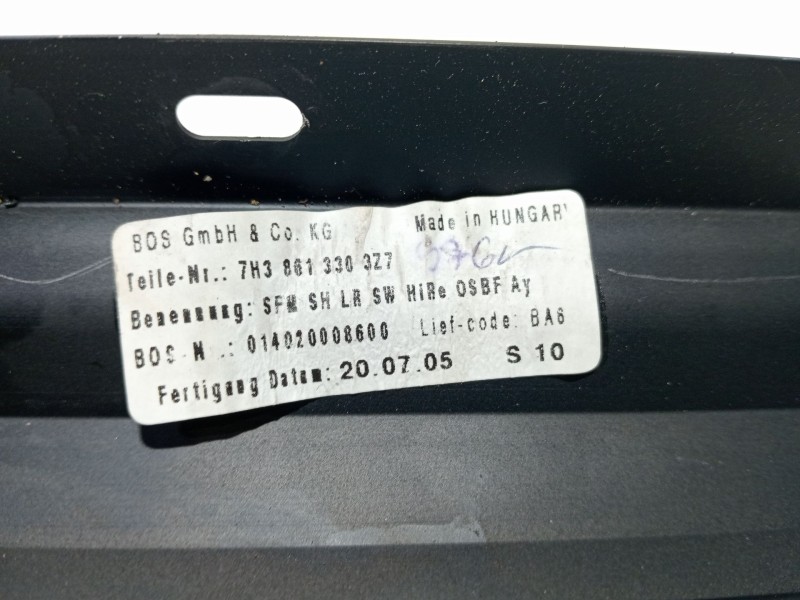 BOS GmbH & Co. KG Made in HUNGARY
Teile-Nr.: 7H3 861 330 3Z7
Benennung: SFM SH LR SW HiRe OSBF Ay
BOS-N .: 014020008600 Lief-code: BA6
Fertigung Datum: 20.07.05 S 10